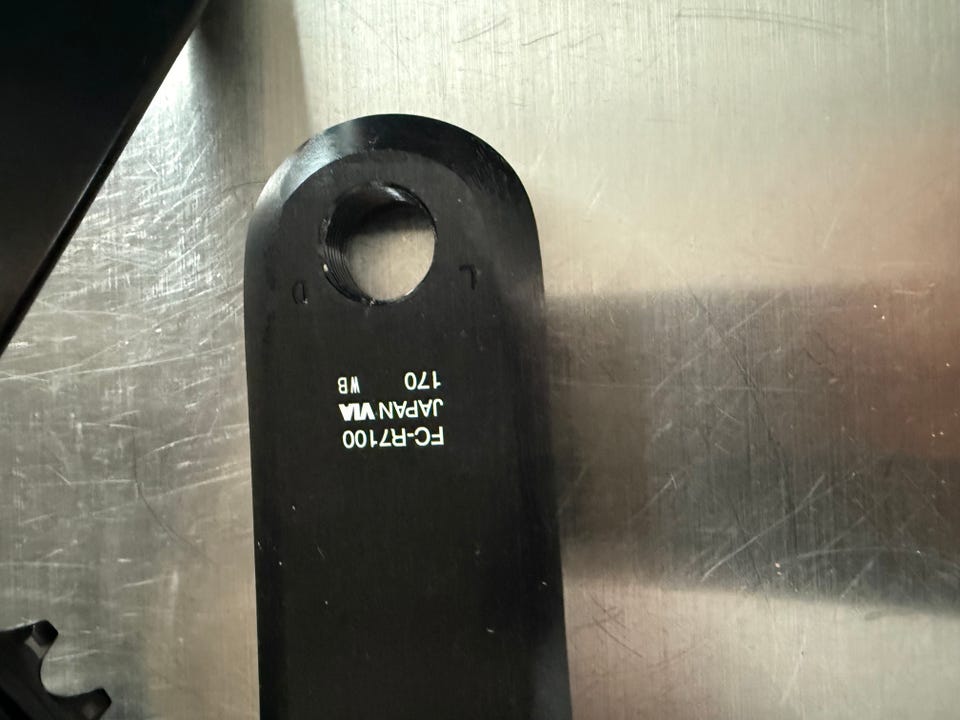 FC-R7100
JAPAN VIA
170 WB
L D